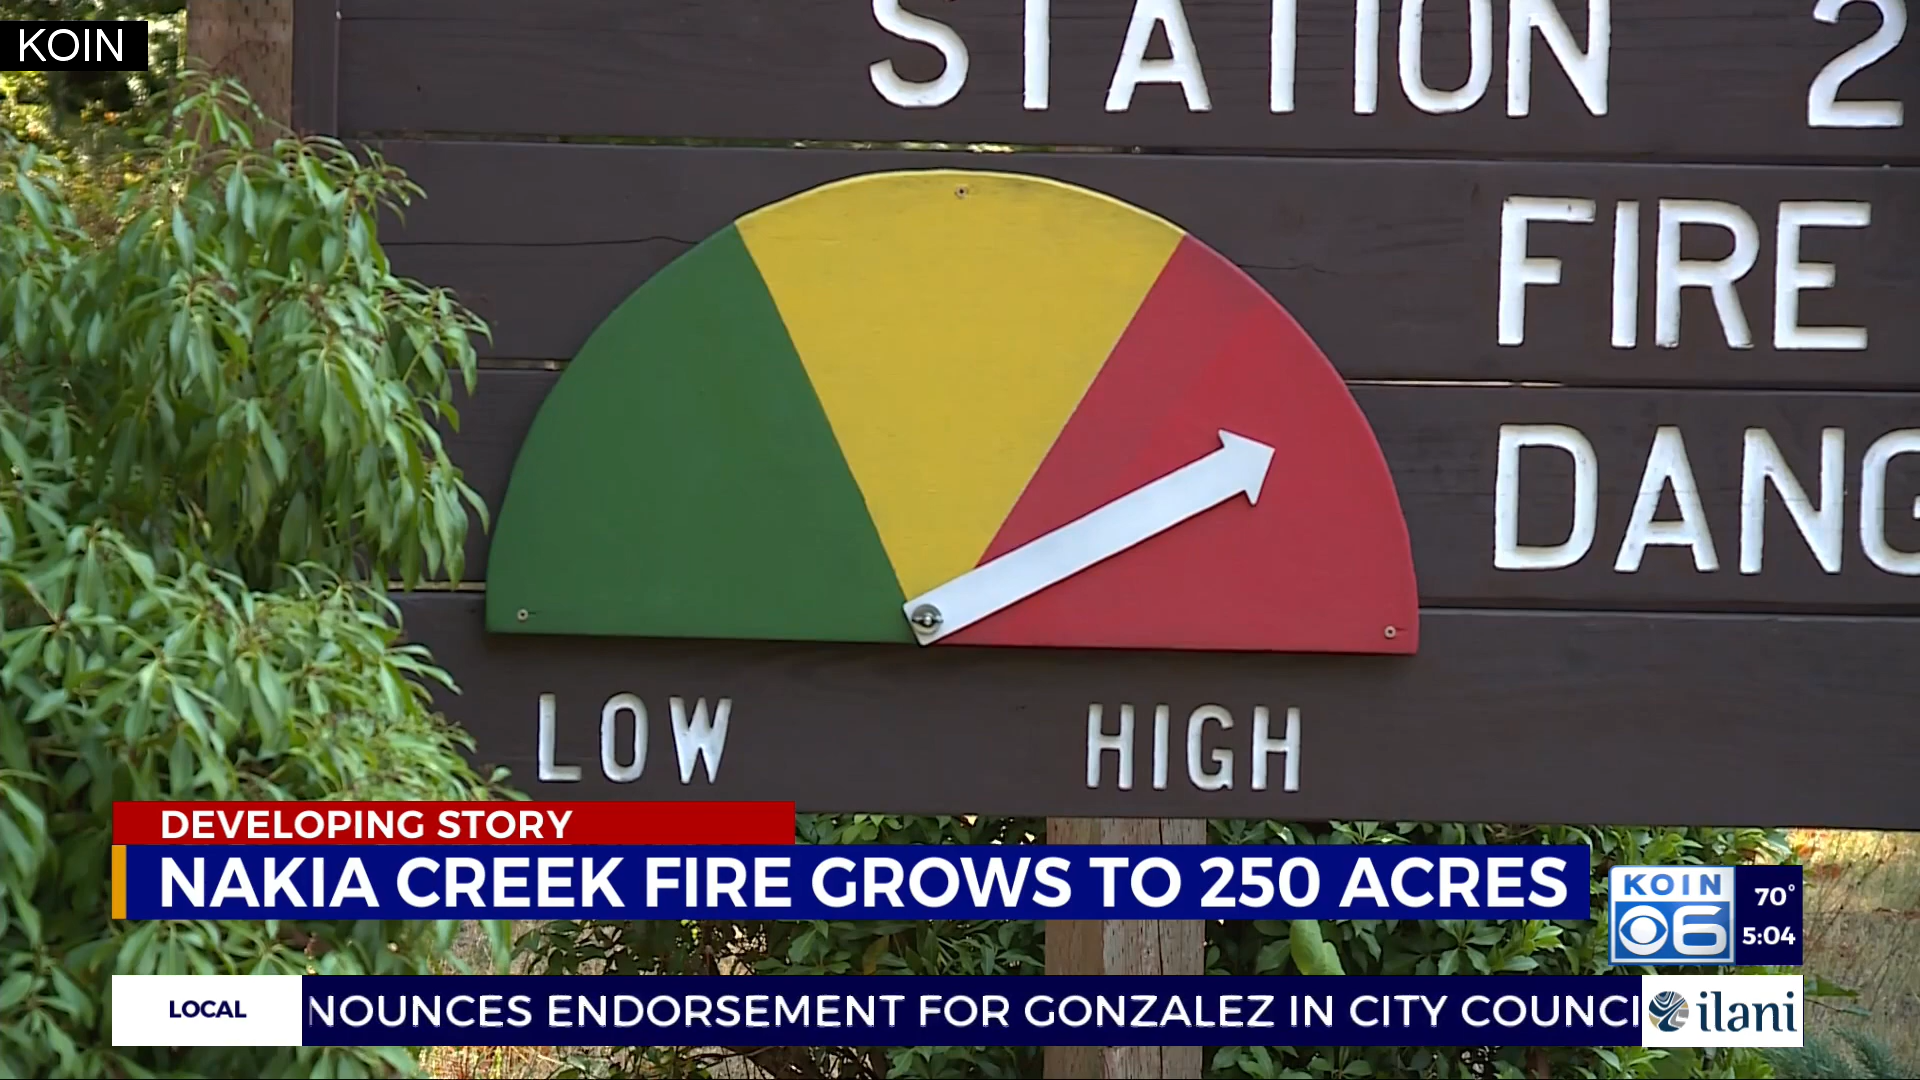 KOIN
STATION 2
FIRE
DANG
LOW HIGH
DEVELOPING STORY
NAKIA CREEK FIRE GROWS TO 250 ACRES
KOIN
6
70°
5:04
LOCAL
NOUNCES ENDORSEMENT FOR GONZALEZ IN CITY COUNCI
ilani